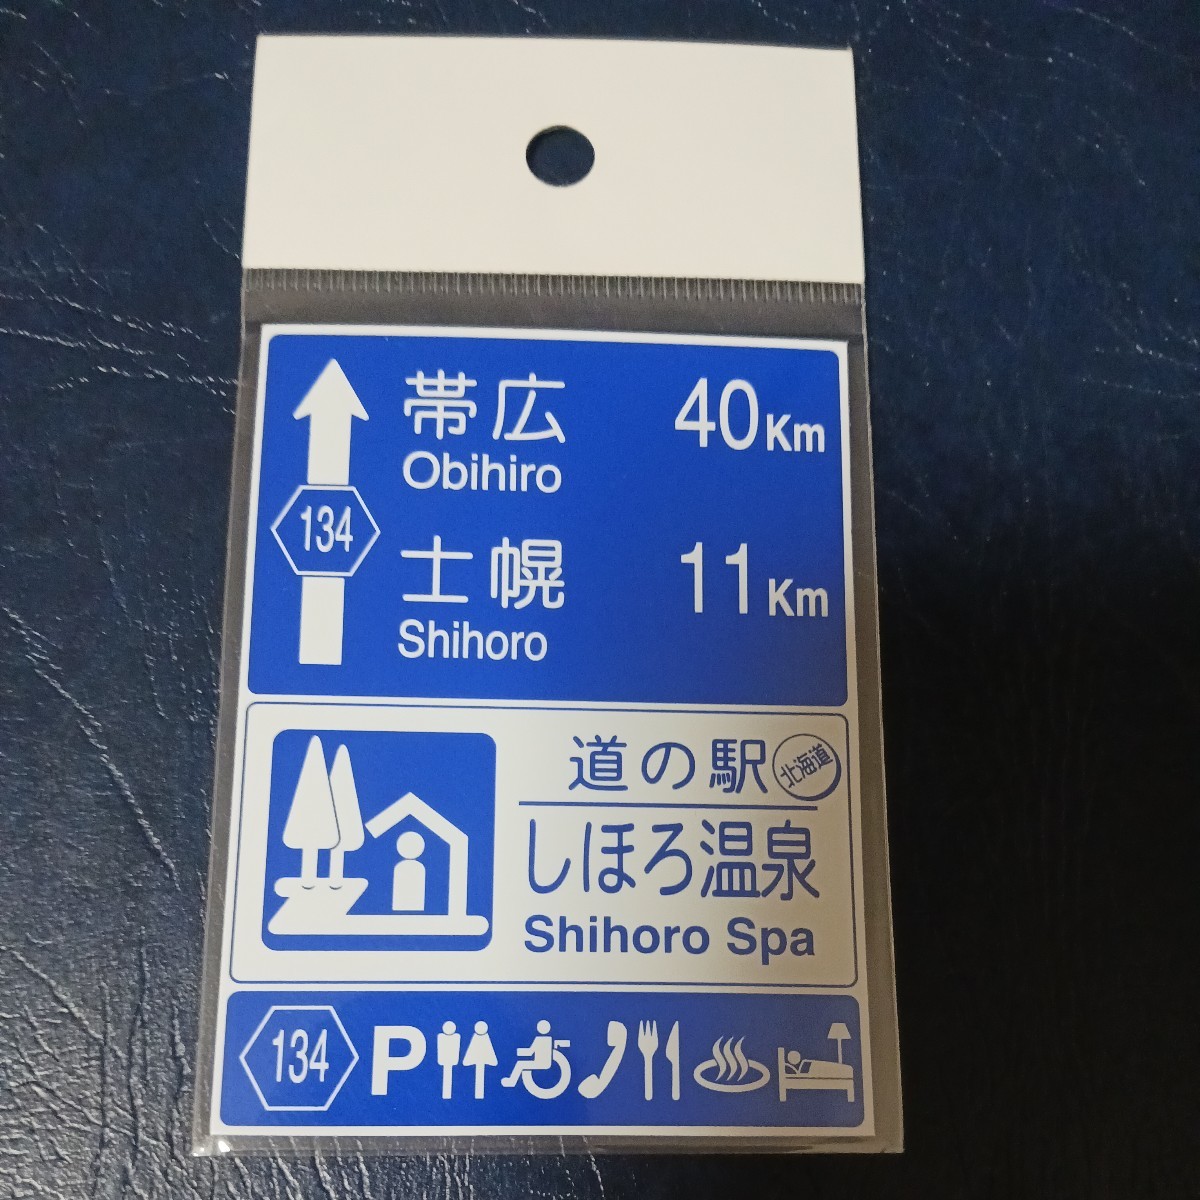 帯広 40Km
Obihiro
134
士幌 11Km
Shihoro
道の駅 北海道
しほろ温泉
Shihoro Spa
134 P